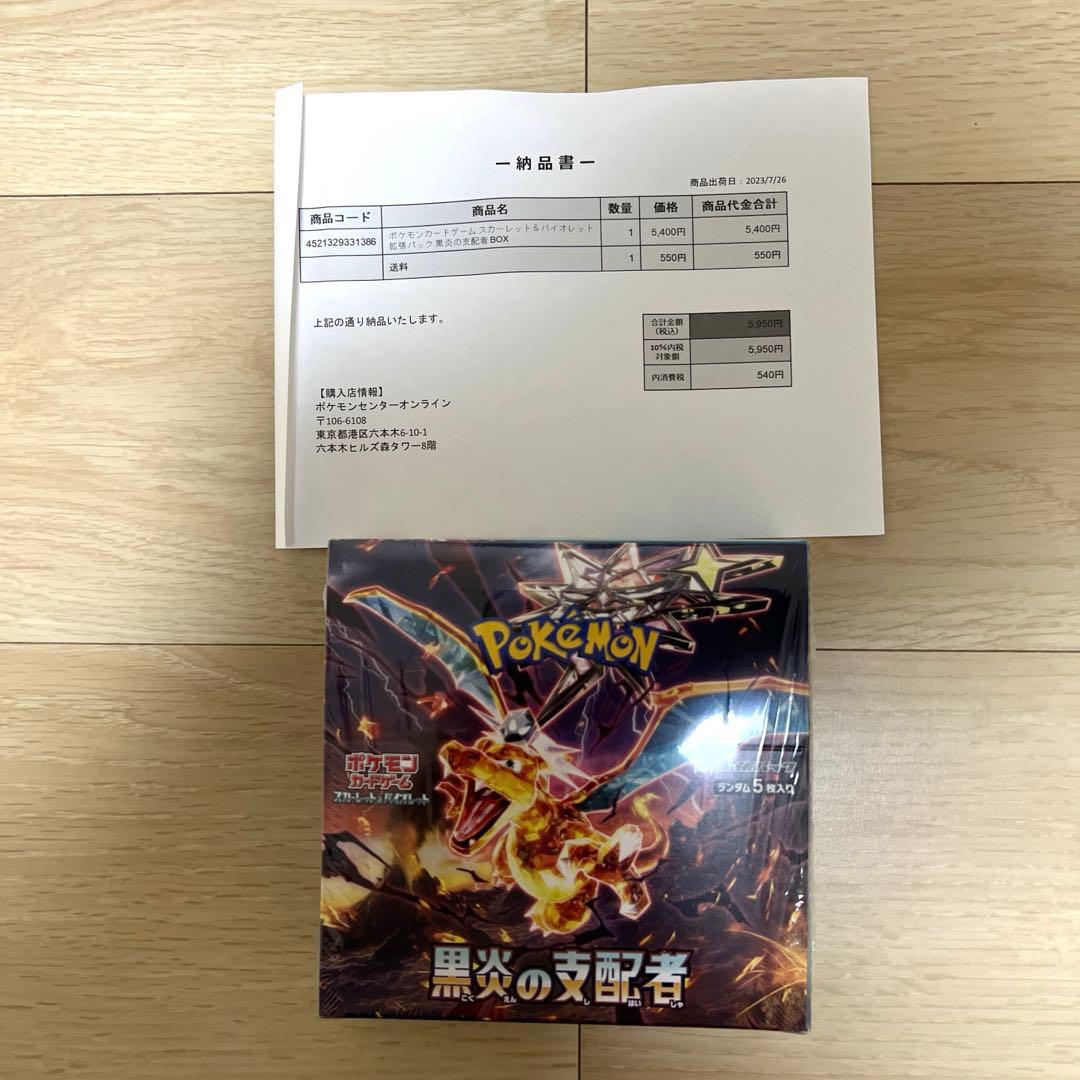 ー納品書ー
商品出荷日：2023/7/26
商品コード 商品名 数量 価格 商品代金合計
4521329331386 ポケモンカードゲーム スカーレット＆バイオレット 1 5,400円 5,400円
拡張パック 黒炎の支配者 BOX
送料 1 550円 550円
上記の通り納品いたします。
合計金額 5,950円
（税込）
10%内税 5,950円
対象額
内消費税 540円
【購入店情報】
ポケモンセンターオンライン
〒106-6108
東京都港区六本木6-10-1
六本木ヒルズ森タワー8階
POKéMON
ポケモン
カードゲーム
スカーレット&バイオレット
ランダム5枚入り
黒炎の支配者
こく えん し はい しゃ